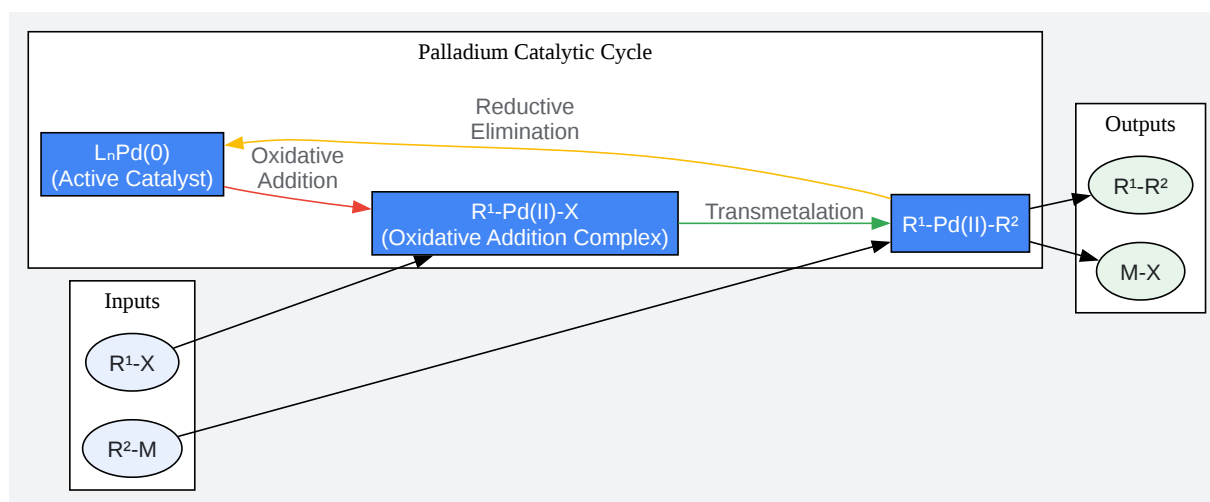 Palladium Catalytic Cycle
Reductive
Elimination
LₙPd(0)
(Active Catalyst)
Oxidative
Addition
R¹-Pd(II)-X
(Oxidative Addition Complex)
Transmetalation
R¹-Pd(II)-R²
Outputs
R¹-R²
M-X
Inputs
R¹-X
R²-M